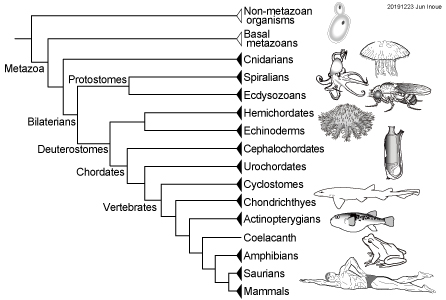 20191223 Jun Inoue
Non-metazoan
organisms
Basal
metazoans
Metazoa
Cnidarians
Protostomes
Spiralians
Ecdysozoans
Bilaterians
Hemichordates
Echinoderms
Deuterostomes
Cephalochordates
Chordates
Urochordates
Cyclostomes
Chondrichthyes
Vertebrates
Actinopterygians
Coelacanth
Amphibians
Saurians
Mammals